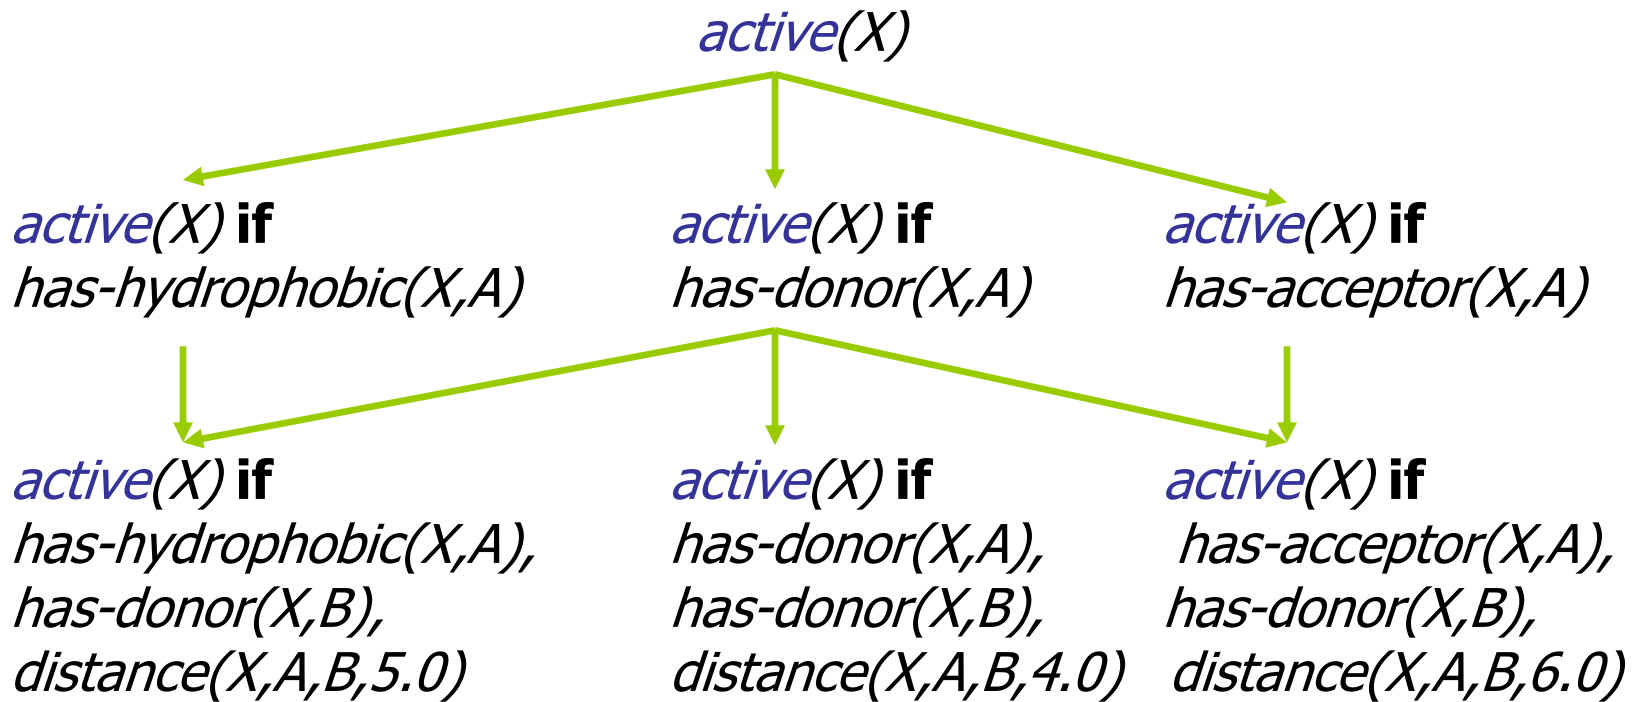 active(X)
active(X) if
has-hydrophobic(X,A)
active(X) if
has-donor(X,A)
active(X) if
has-acceptor(X,A)
active(X) if
has-hydrophobic(X,A),
has-donor(X,B),
distance(X,A,B,5.0)
active(X) if
has-donor(X,A),
has-donor(X,B),
distance(X,A,B,4.0)
active(X) if
has-acceptor(X,A),
has-donor(X,B),
distance(X,A,B,6.0)